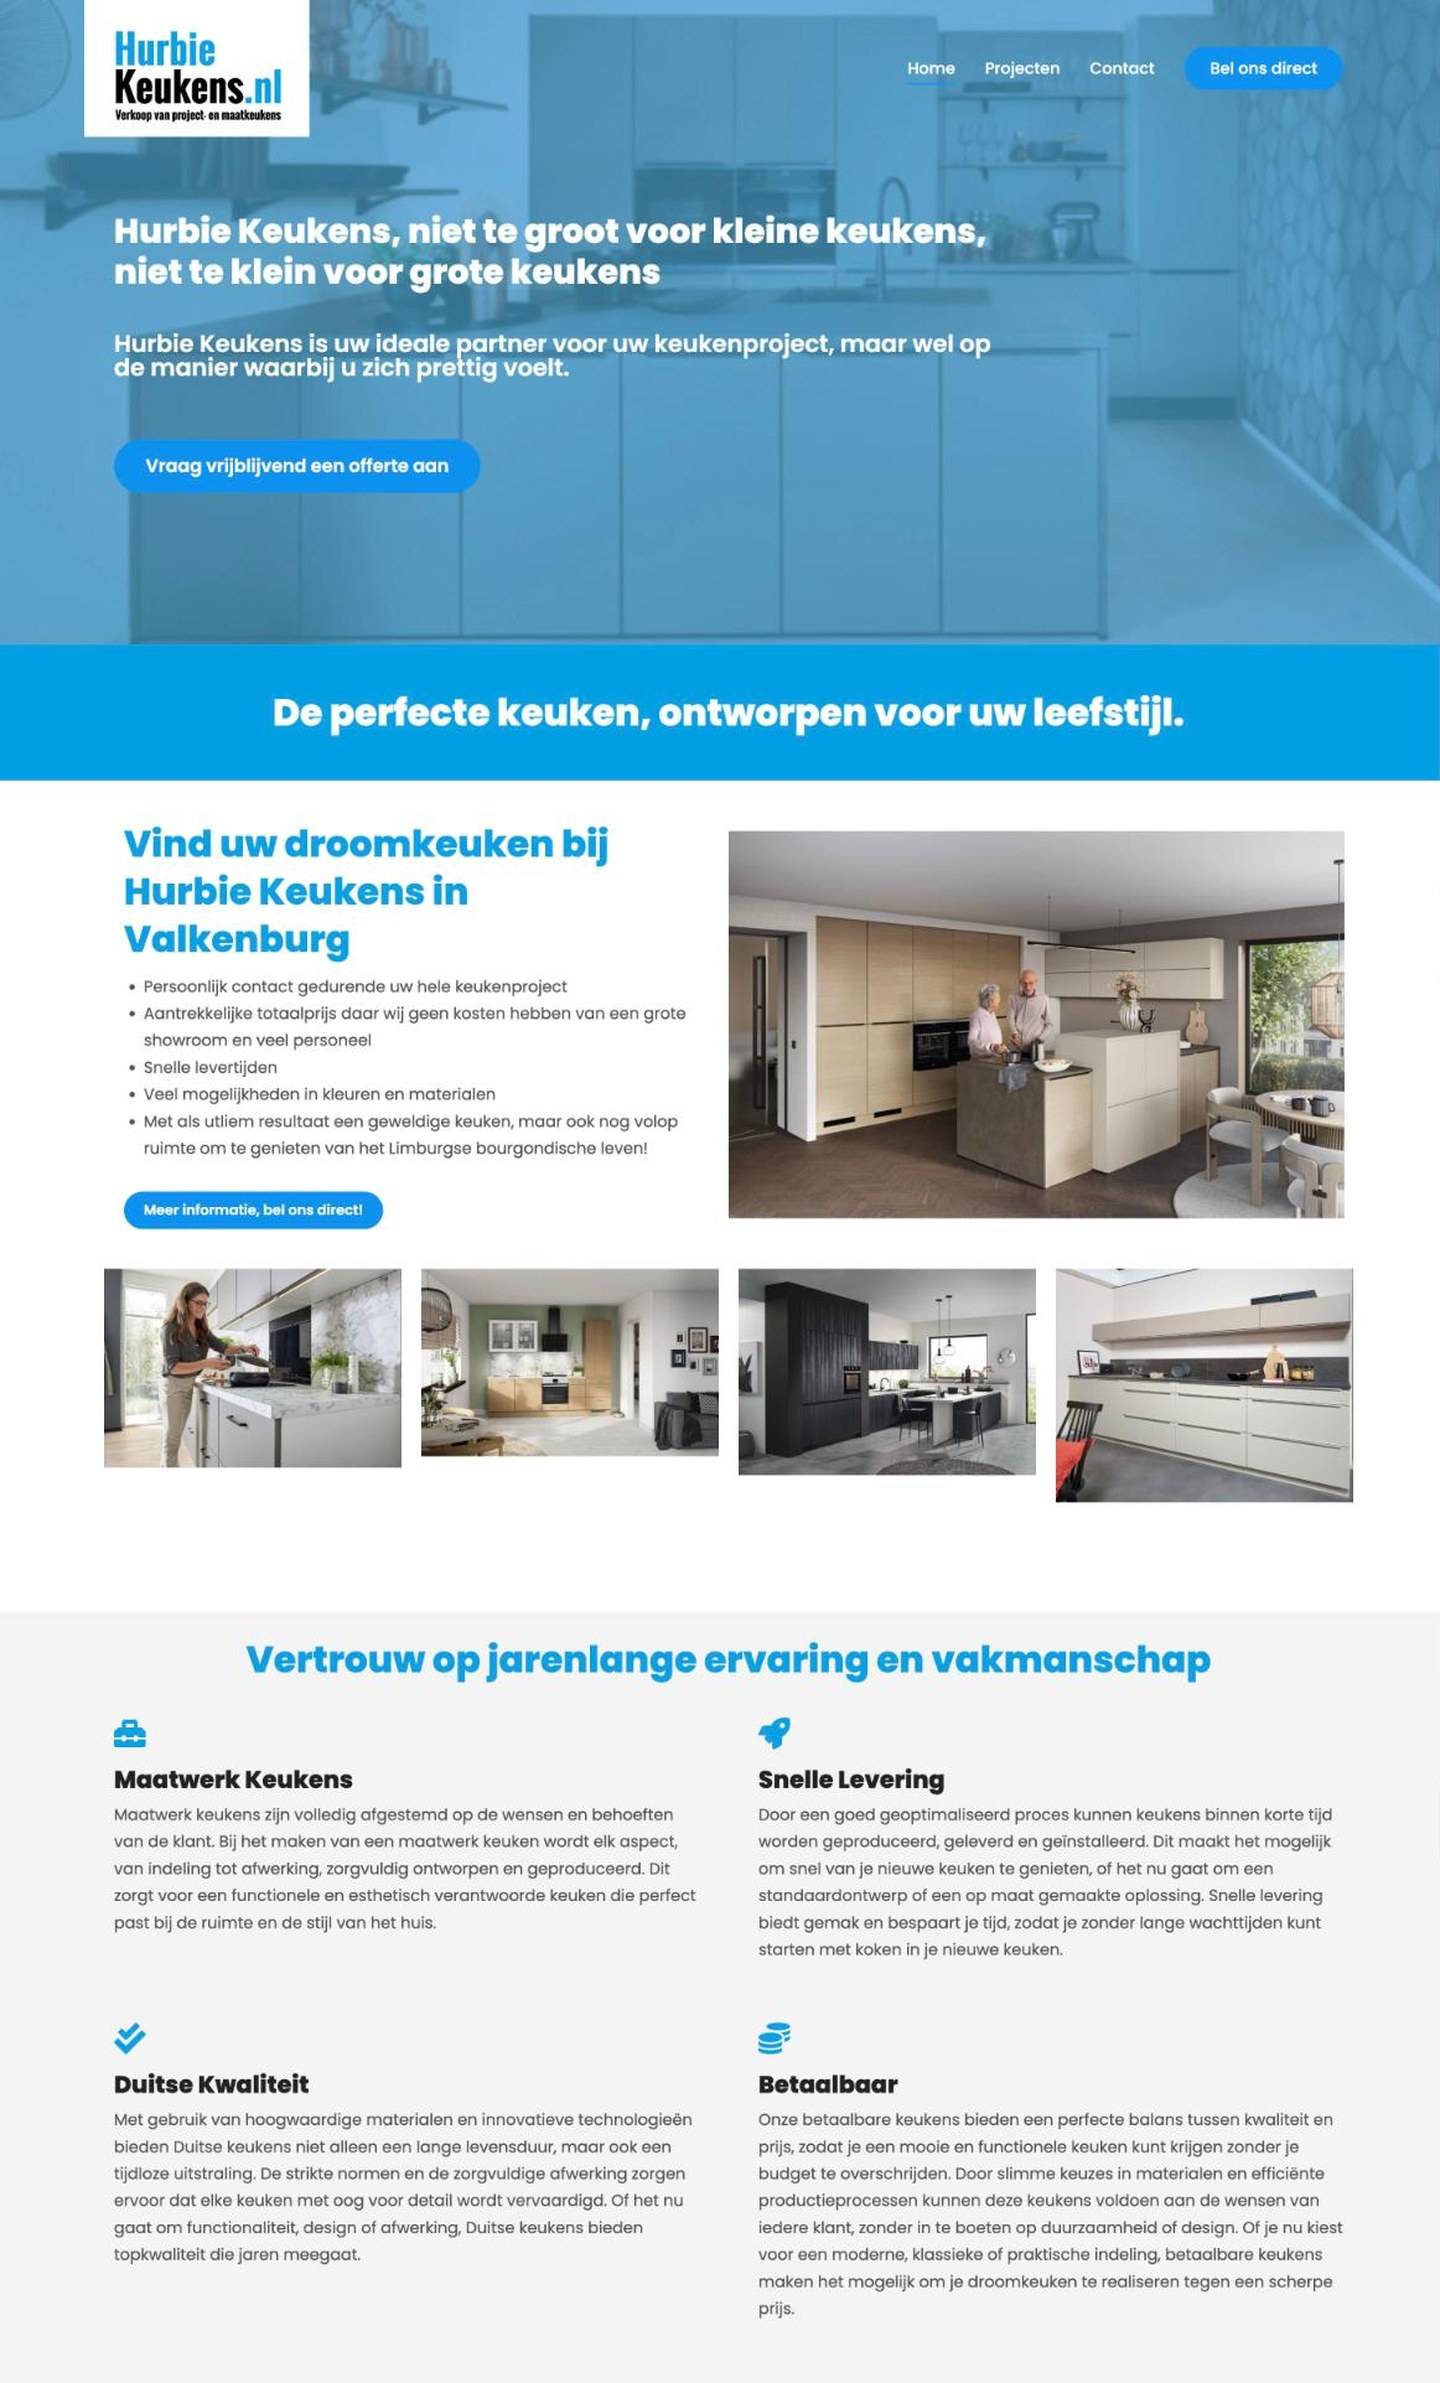 Hurbie
Keukens.nl
Verkoop van project- en maatkeukens
Home Projecten Contact Bel ons direct
Hurbie Keukens, niet te groot voor kleine keukens,
niet te klein voor grote keukens
Hurbie Keukens is uw ideale partner voor uw keukenproject, maar wel op
de manier waarbij u zich prettig voelt.
Vraag vrijblijvend een offerte aan
De perfecte keuken, ontworpen voor uw leefstijl.
Vind uw droomkeuken bij
Hurbie Keukens in
Valkenburg
• Persoonlijk contact gedurende uw hele keukenproject
• Aantrekkelijke totaalprijs daar wij geen kosten hebben van een grote
showroom en veel personeel
• Snelle levertijden
• Veel mogelijkheden in kleuren en materialen
• Met als utliem resultaat een geweldige keuken, maar ook nog volop
ruimte om te genieten van het Limburgse bourgondische leven!
Meer informatie, bel ons direct!
Vertrouw op jarenlange ervaring en vakmanschap
Maatwerk Keukens
Maatwerk keukens zijn volledig afgestemd op de wensen en behoeften
van de klant. Bij het maken van een maatwerk keuken wordt elk aspect,
van indeling tot afwerking, zorgvuldig ontworpen en geproduceerd. Dit
zorgt voor een functionele en esthetisch verantwoorde keuken die perfect
past bij de ruimte en de stijl van het huis.
Snelle Levering
Door een goed geoptimaliseerd proces kunnen keukens binnen korte tijd
worden geproduceerd, geleverd en geïnstalleerd. Dit maakt het mogelijk
om snel van je nieuwe keuken te genieten, of het nu gaat om een
standaardontwerp of een op maat gemaakte oplossing. Snelle levering
biedt gemak en bespaart je tijd, zodat je zonder lange wachttijden kunt
starten met koken in je nieuwe keuken.
Duitse Kwaliteit
Met gebruik van hoogwaardige materialen en innovatieve technologieën
bieden Duitse keukens niet alleen een lange levensduur, maar ook een
tijdloze uitstraling. De strikte normen en de zorgvuldige afwerking zorgen
ervoor dat elke keuken met oog voor detail wordt vervaardigd. Of het nu
gaat om functionaliteit, design of afwerking, Duitse keukens bieden
topkwaliteit die jaren meegaat.
Betaalbaar
Onze betaalbare keukens bieden een perfecte balans tussen kwaliteit en
prijs, zodat je een mooie en functionele keuken kunt krijgen zonder je
budget te overschrijden. Door slimme keuzes in materialen en efficiënte
productieprocessen kunnen deze keukens voldoen aan de wensen van
iedere klant, zonder in te boeten op duurzaamheid of design. Of je nu kiest
voor een moderne, klassieke of praktische indeling, betaalbare keukens
maken het mogelijk om je droomkeuken te realiseren tegen een scherpe
prijs.